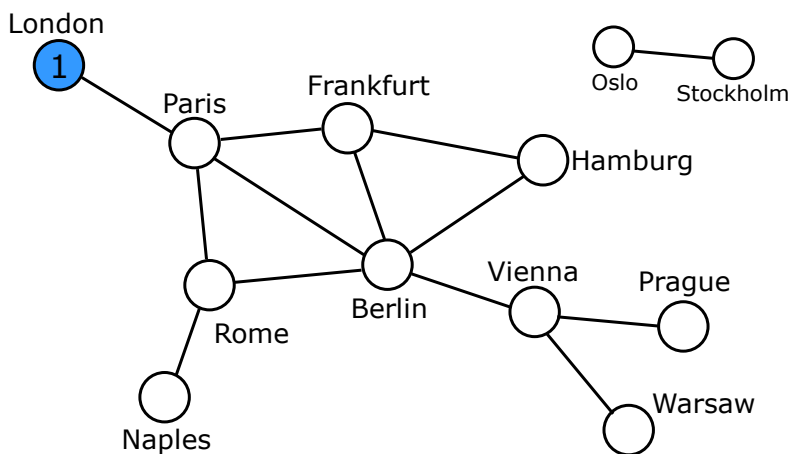 London
1
Paris
Frankfurt
Oslo
Stockholm
Hamburg
Vienna
Prague
Berlin
Rome
Warsaw
Naples